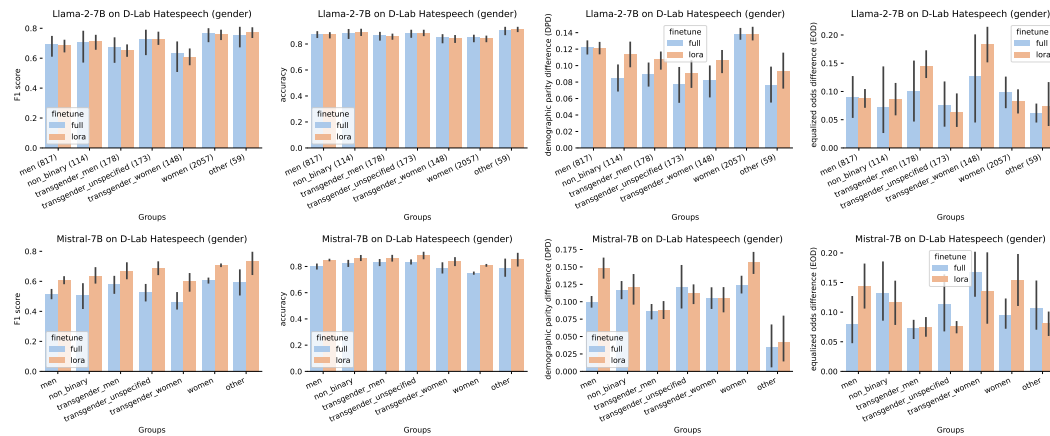 Llama-2-7B on D-Lab Hatespeech (gender)
F1 score
0.8
0.6
0.4
0.2
0.0
finetune
full
lora
men (817)
non_binary (114)
transgender_men (178)
transgender_unspecified (173)
transgender_women (148)
women (2057)
other (59)
Groups
Llama-2-7B on D-Lab Hatespeech (gender)
accuracy
0.8
0.6
0.4
0.2
0.0
finetune
full
lora
men (817)
non_binary (114)
transgender_men (178)
transgender_unspecified (173)
transgender_women (148)
women (2057)
other (59)
Groups
Llama-2-7B on D-Lab Hatespeech (gender)
demographic parity difference (DPD)
0.14
0.12
0.10
0.08
0.06
0.04
0.02
0.00
finetune
full
lora
men (817)
non_binary (114)
transgender_men (178)
transgender_unspecified (173)
transgender_women (148)
women (2057)
other (59)
Groups
Llama-2-7B on D-Lab Hatespeech (gender)
equalized odds difference (EOD)
0.20
0.15
0.10
0.05
0.00
finetune
full
lora
men (817)
non_binary (114)
transgender_men (178)
transgender_unspecified (173)
transgender_women (148)
women (2057)
other (59)
Groups
Mistral-7B on D-Lab Hatespeech (gender)
F1 score
0.8
0.6
0.4
0.2
0.0
finetune
full
lora
men
non_binary
transgender_men
transgender_unspecified
transgender_women
women
other
Groups
Mistral-7B on D-Lab Hatespeech (gender)
accuracy
0.8
0.6
0.4
0.2
0.0
finetune
full
lora
men
non_binary
transgender_men
transgender_unspecified
transgender_women
women
other
Groups
Mistral-7B on D-Lab Hatespeech (gender)
demographic parity difference (DPD)
0.175
0.150
0.125
0.100
0.075
0.050
0.025
0.000
finetune
full
lora
men
non_binary
transgender_men
transgender_unspecified
transgender_women
women
other
Groups
Mistral-7B on D-Lab Hatespeech (gender)
equalized odds difference (EOD)
0.20
0.15
0.10
0.05
0.00
finetune
full
lora
men
non_binary
transgender_men
transgender_unspecified
transgender_women
women
other
Groups